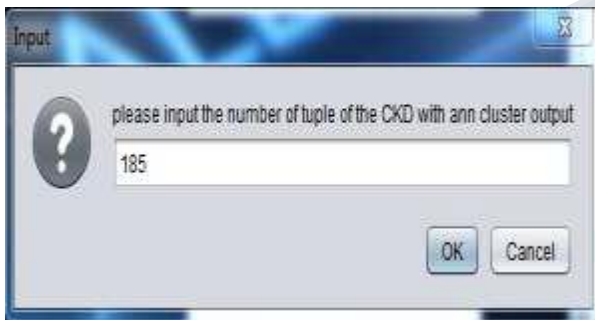 Input
please input the number of tuple of the CKD with ann cluster output
185
OK
Cancel